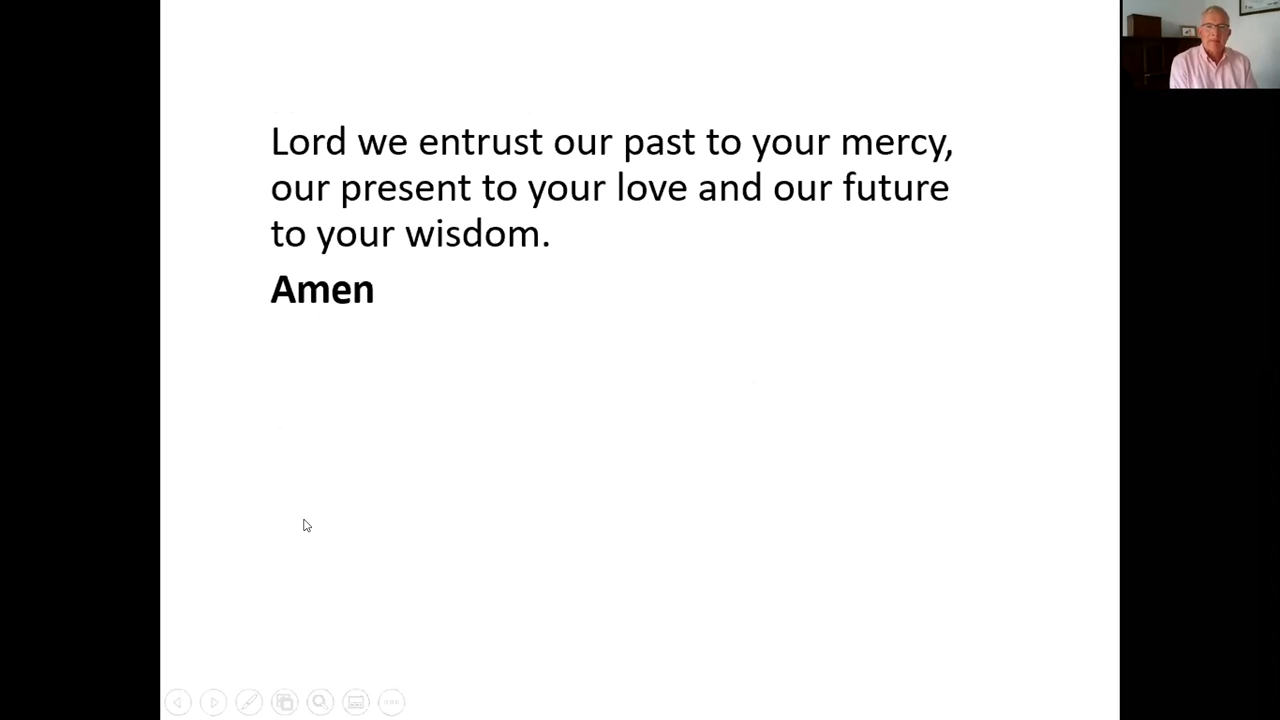 Lord we entrust our past to your mercy,
our present to your love and our future
to your wisdom.
Amen